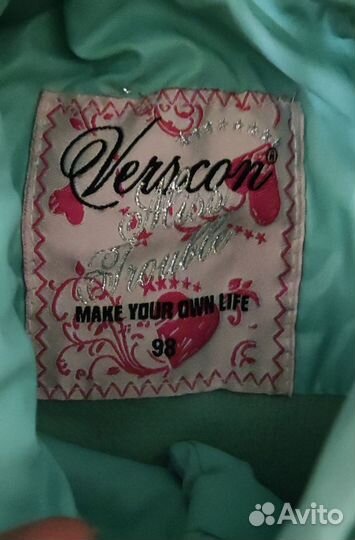 Verscon®
Miss
Trouble
MAKE YOUR OWN LIFE
98
Avito